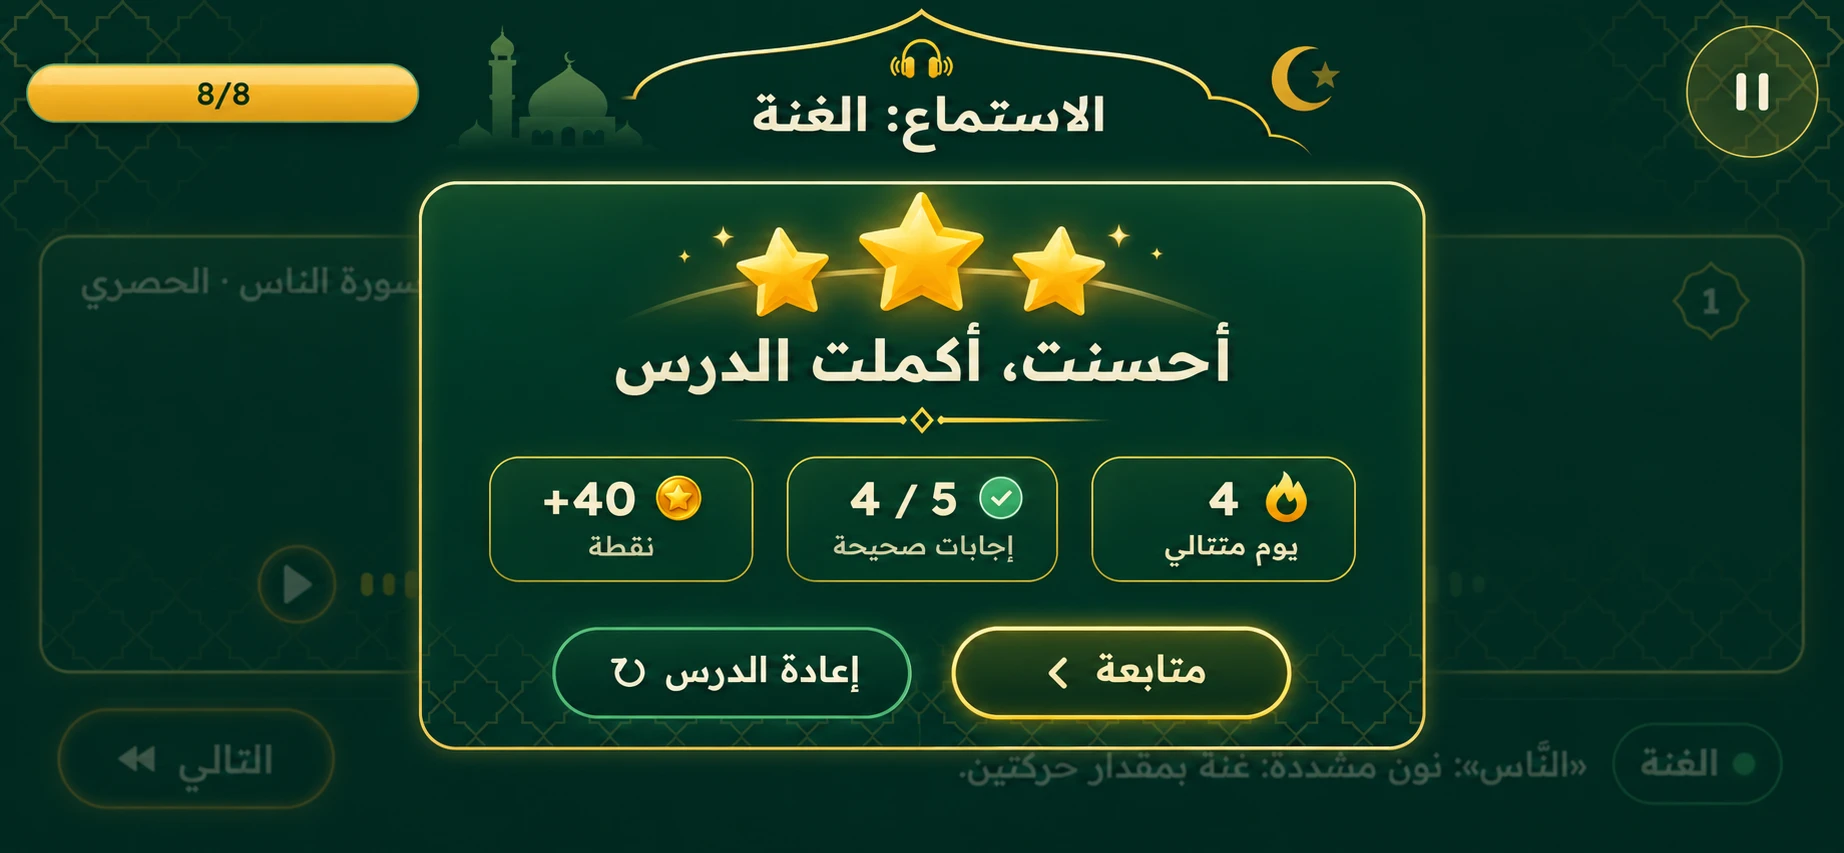 8/8
الاستماع: الغنة
سورة الناس · الحصري
1
أحسنت، أكملت الدرس
4
يوم متتالي
4 / 5
إجابات صحيحة
+40
نقطة
متابعة
إعادة الدرس
الغنة
«النَّاس»: نون مشددة: غنة بمقدار حركتين.
التالي